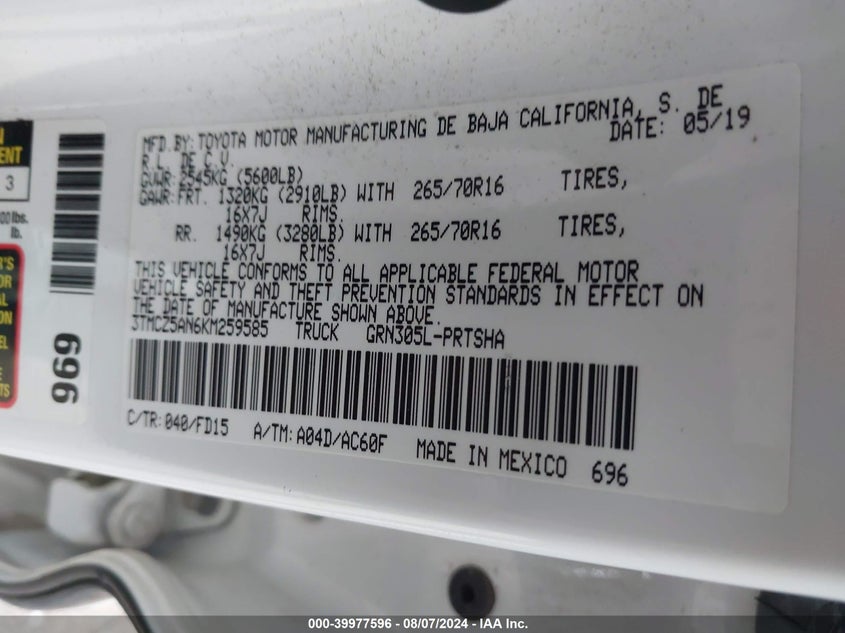 MFD.BY: TOYOTA MOTOR MANUFACTURING DE BAJA CALIFORNIA, S. DE
R.L. DE C.V. DATE: 05/19
GVWR: 2545KG (5600LB)
GAWR: FRT. 1320KG (2910LB) WITH 265/70R16 TIRES,
16X7J RIMS.
RR. 1490KG (3280LB) WITH 265/70R16 TIRES,
16X7J RIMS.
THIS VEHICLE CONFORMS TO ALL APPLICABLE FEDERAL MOTOR
VEHICLE SAFETY AND THEFT PREVENTION STANDARDS IN EFFECT ON
THE DATE OF MANUFACTURE SHOWN ABOVE.
3TMCZ5AN6KM259585 TRUCK GRN305L-PRTSHA
C/TR: 040/FD15 A/TM: A04D/AC60F MADE IN MEXICO 696
3
lb.
696
000-39977596 - 08/07/2024 - IAA Inc.